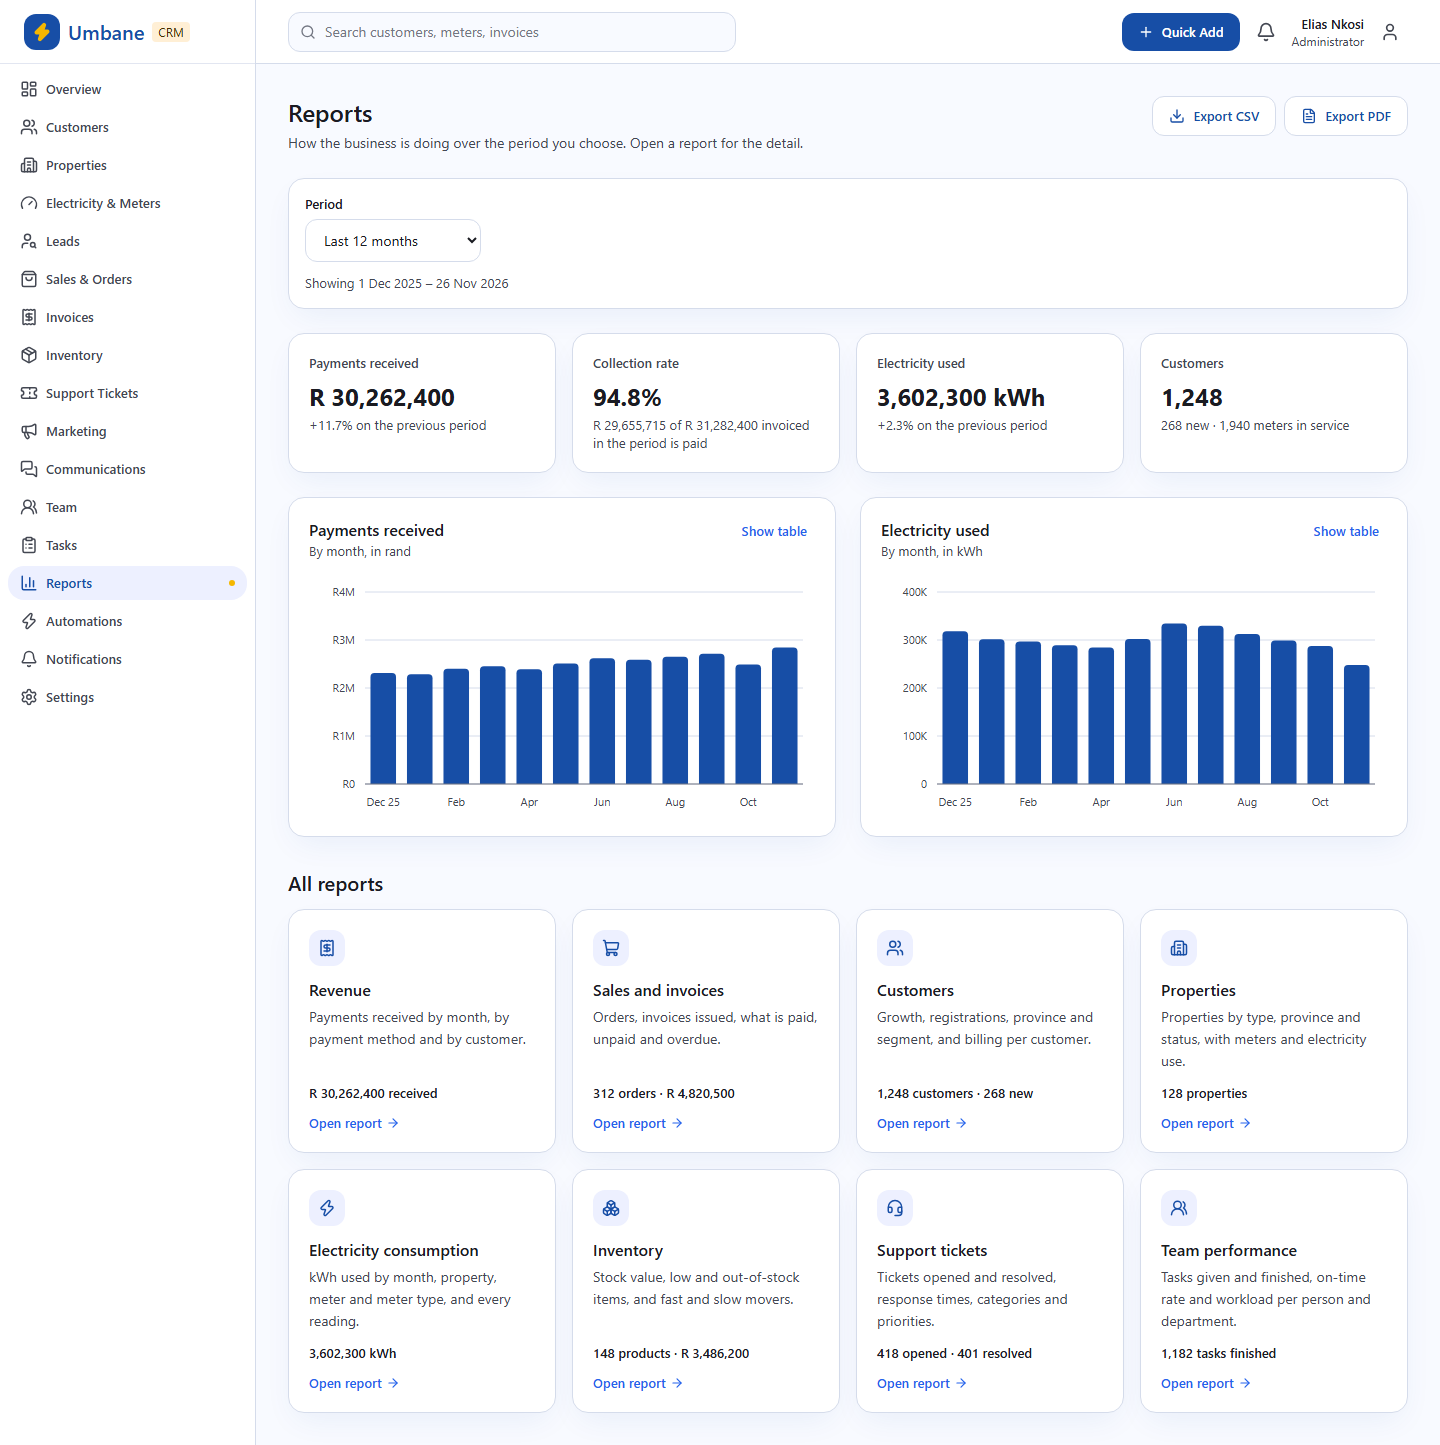 Umbane CRM
Search customers, meters, invoices
Quick Add
Elias Nkosi
Administrator
Overview
Customers
Properties
Electricity & Meters
Leads
Sales & Orders
Invoices
Inventory
Support Tickets
Marketing
Communications
Team
Tasks
Reports
Automations
Notifications
Settings
Reports
How the business is doing over the period you choose. Open a report for the detail.
Export CSV
Export PDF
Period
Last 12 months
Showing 1 Dec 2025 – 26 Nov 2026
Payments received
R 30,262,400
+11.7% on the previous period
Collection rate
94.8%
R 29,655,715 of R 31,282,400 invoiced
in the period is paid
Electricity used
3,602,300 kWh
+2.3% on the previous period
Customers
1,248
268 new · 1,940 meters in service
Payments received
Show table
By month, in rand
R4M
R3M
R2M
R1M
R0
Dec 25 Feb Apr Jun Aug Oct
Electricity used
Show table
By month, in kWh
400K
300K
200K
100K
0
Dec 25 Feb Apr Jun Aug Oct
All reports
Revenue
Payments received by month, by
payment method and by customer.
R 30,262,400 received
Open report
Sales and invoices
Orders, invoices issued, what is paid,
unpaid and overdue.
312 orders · R 4,820,500
Open report
Customers
Growth, registrations, province and
segment, and billing per customer.
1,248 customers · 268 new
Open report
Properties
Properties by type, province and
status, with meters and electricity
use.
128 properties
Open report
Electricity consumption
kWh used by month, property,
meter and meter type, and every
reading.
3,602,300 kWh
Open report
Inventory
Stock value, low and out-of-stock
items, and fast and slow movers.
148 products · R 3,486,200
Open report
Support tickets
Tickets opened and resolved,
response times, categories and
priorities.
418 opened · 401 resolved
Open report
Team performance
Tasks given and finished, on-time
rate and workload per person and
department.
1,182 tasks finished
Open report